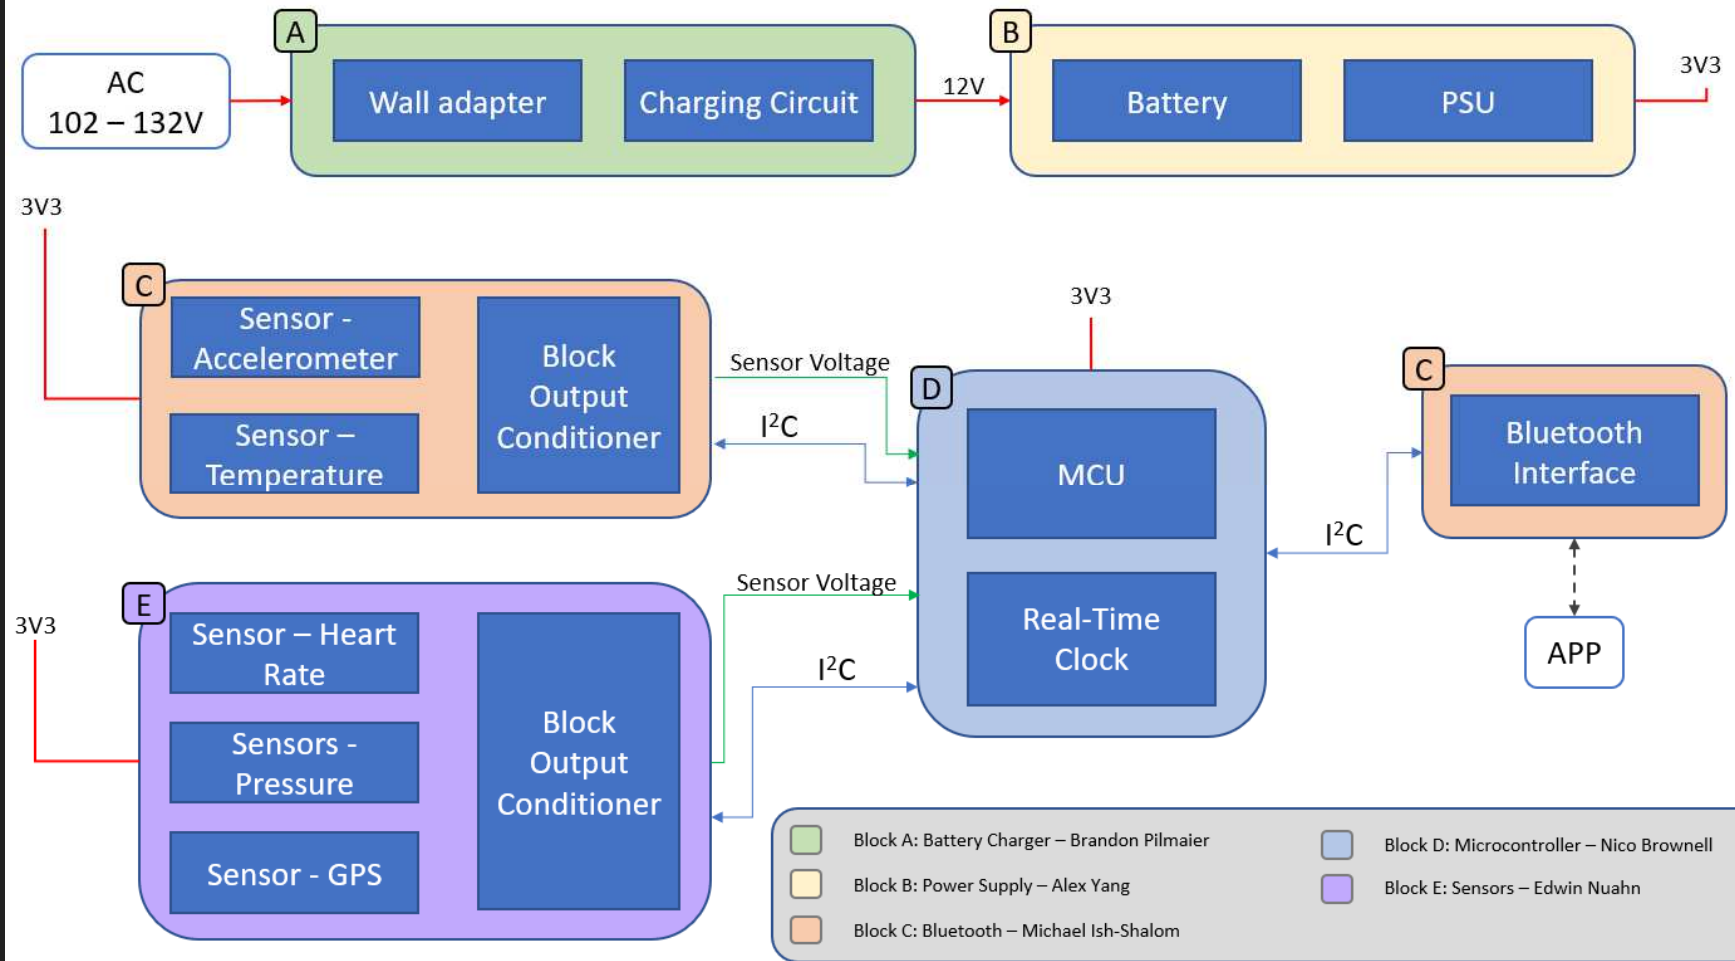 A
B
AC
102 – 132V
Wall adapter
Charging Circuit
12V
Battery
PSU
3V3
3V3
C
Sensor -
Accelerometer
Sensor –
Temperature
Block
Output
Conditioner
Sensor Voltage
I²C
3V3
D
MCU
Real-Time
Clock
C
Bluetooth
Interface
I²C
APP
3V3
E
Sensor – Heart
Rate
Sensors -
Pressure
Sensor - GPS
Block
Output
Conditioner
Sensor Voltage
I²C
Block A: Battery Charger – Brandon Pilmaier
Block B: Power Supply – Alex Yang
Block C: Bluetooth – Michael Ish-Shalom
Block D: Microcontroller – Nico Brownell
Block E: Sensors – Edwin Nuahn